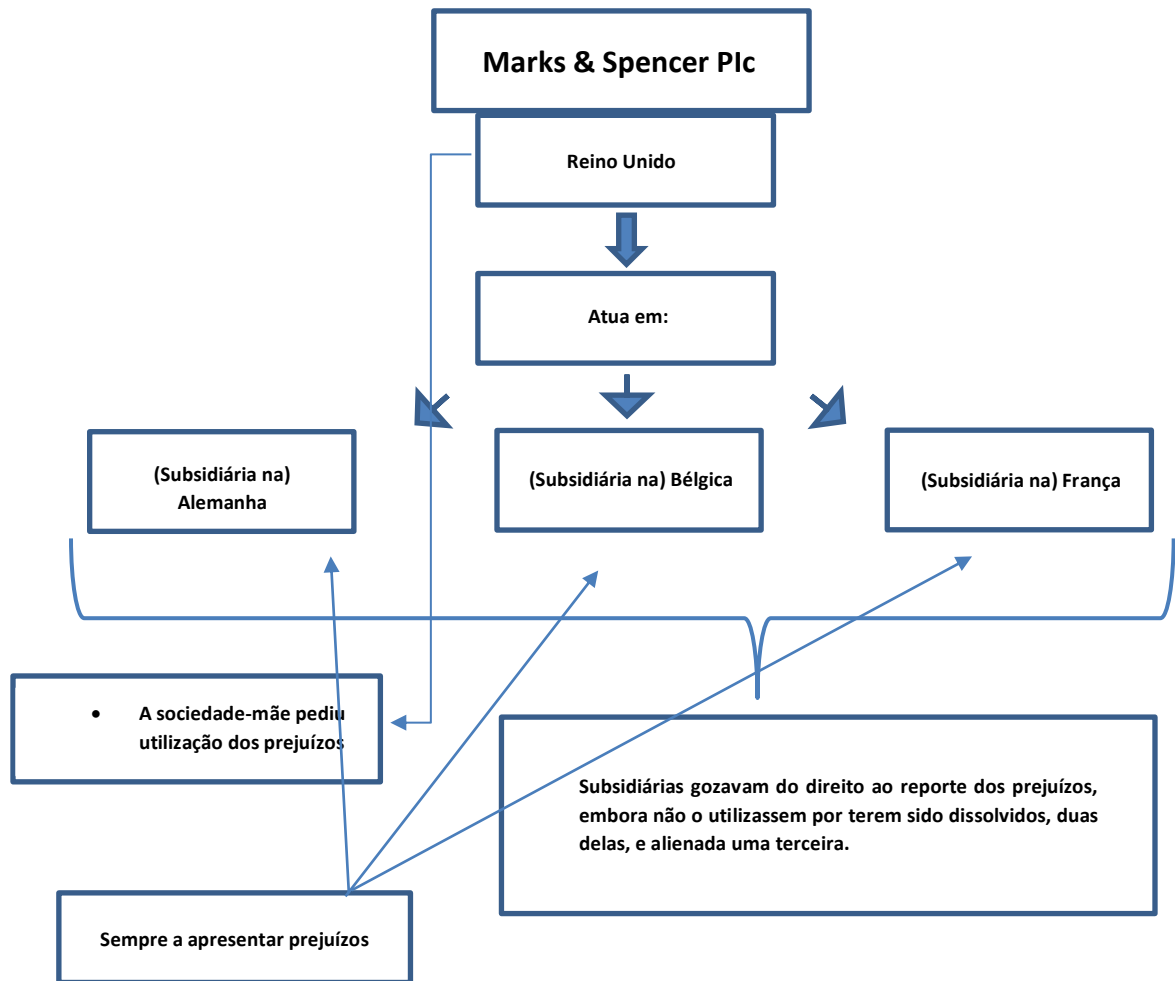 Marks & Spencer PIc
Reino Unido
Atua em:
(Subsidiária na)
Alemanha
(Subsidiária na) Bélgica
(Subsidiária na) França
• A sociedade-mãe pediu
utilização dos prejuízos
Subsidiárias gozavam do direito ao reporte dos prejuízos,
embora não o utilizassem por terem sido dissolvidos, duas
delas, e alienada uma terceira.
Sempre a apresentar prejuízos